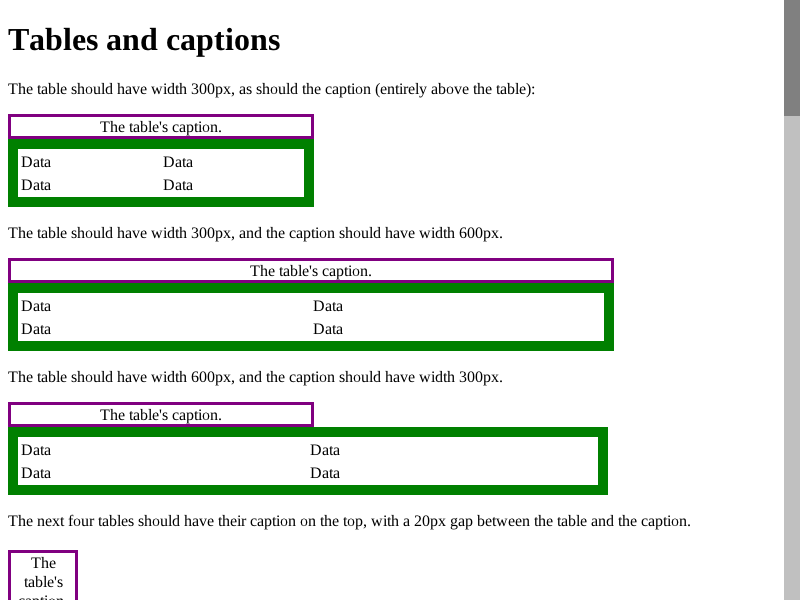 Tables and captions
The table should have width 300px, as should the caption (entirely above the table):
The table's caption.
Data Data
Data Data
The table should have width 300px, and the caption should have width 600px.
The table's caption.
Data Data
Data Data
The table should have width 600px, and the caption should have width 300px.
The table's caption.
Data Data
Data Data
The next four tables should have their caption on the top, with a 20px gap between the table and the caption.
The
table's